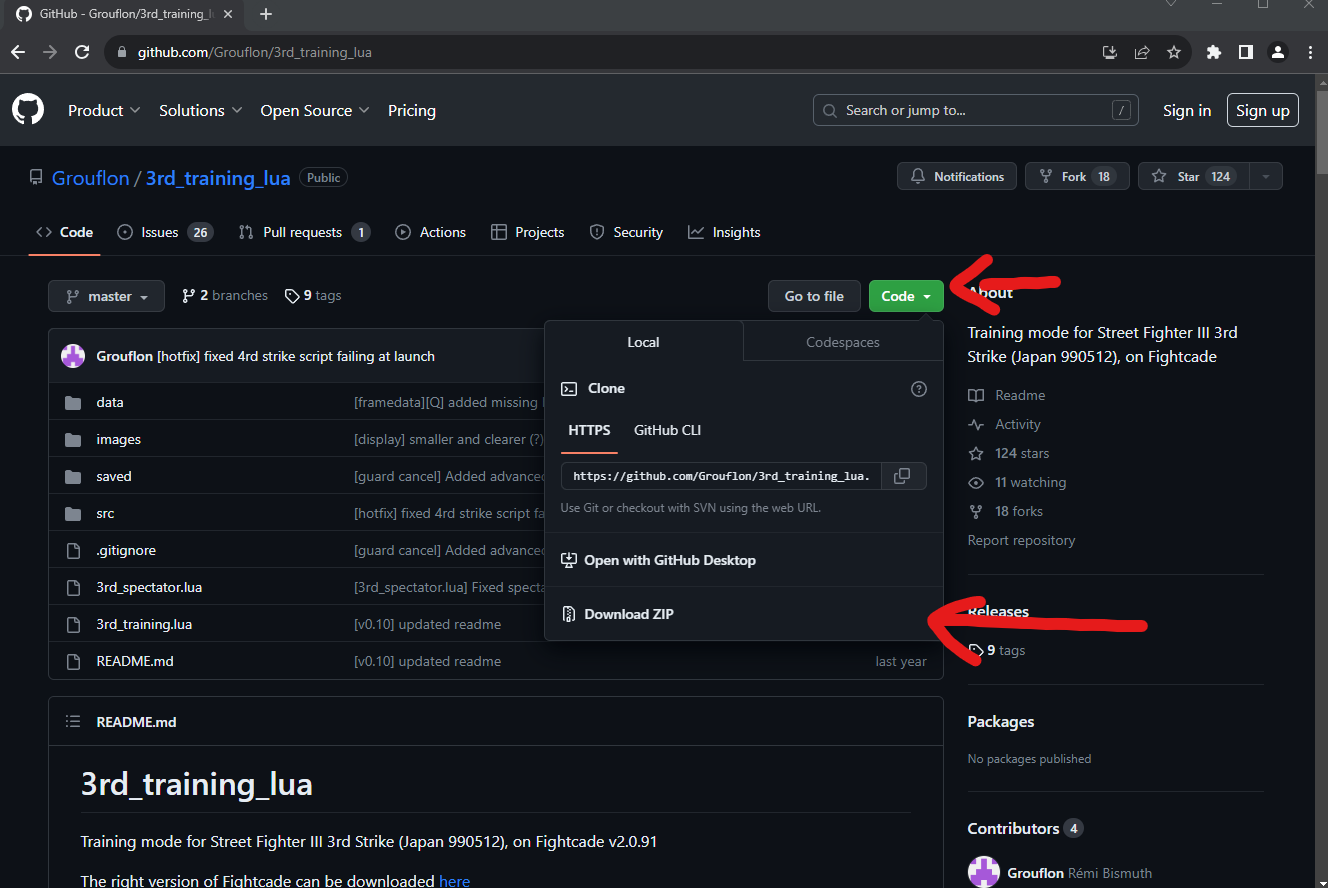 GitHub - Grouflon/3rd_training_l
github.com/Grouflon/3rd_training_lua
Product Solutions Open Source Pricing Search or jump to... / Sign in Sign up
Grouflon / 3rd_training_lua Public Notifications Fork 18 Star 124
Code Issues 26 Pull requests 1 Actions Projects Security Insights
master 2 branches 9 tags Go to file Code
Grouflon [hotfix] fixed 4rd strike script failing at launch
data [framedata][Q] added missing
images [display] smaller and clearer (?)
saved [guard cancel] Added advanced
src [hotfix] fixed 4rd strike script fa
.gitignore [guard cancel] Added advanced
3rd_spectator.lua [3rd_spectator.lua] Fixed specta
3rd_training.lua [v0.10] updated readme
README.md [v0.10] updated readme last year
Local Codespaces
Clone
HTTPS GitHub CLI
https://github.com/Grouflon/3rd_training_lua.
Use Git or checkout with SVN using the web URL.
Open with GitHub Desktop
Download ZIP
README.md
3rd_training_lua
Training mode for Street Fighter III 3rd Strike (Japan 990512), on Fightcade v2.0.91
The right version of Fightcade can be downloaded here
About
Training mode for Street Fighter III 3rd
Strike (Japan 990512), on Fightcade
Readme
Activity
124 stars
11 watching
18 forks
Report repository
Releases
9 tags
Packages
No packages published
Contributors 4
Grouflon Rémi Bismuth